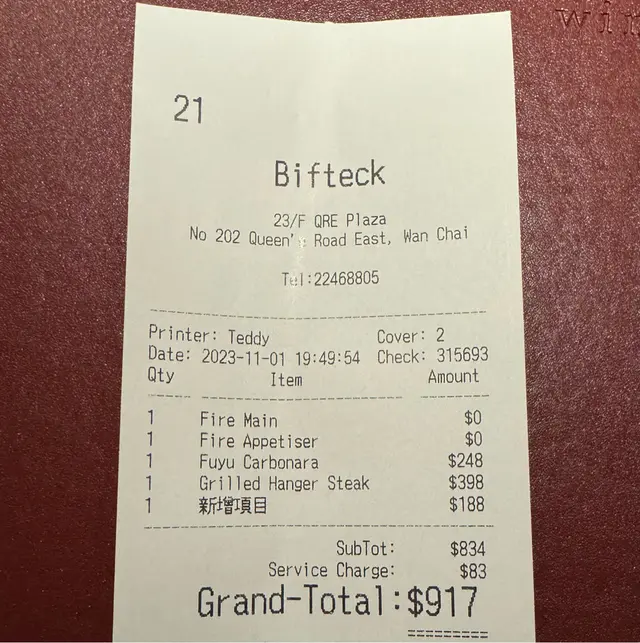 win
21
Bifteck
23/F QRE Plaza
No 202 Queen's Road East, Wan Chai
Tel:22468805
Printer: Teddy Cover: 2
Date: 2023-11-01 19:49:54 Check: 315693
Qty Item Amount
1 Fire Main $0
1 Fire Appetiser $0
1 Fuyu Carbonara $248
1 Grilled Hanger Steak $398
1 新增項目 $188
SubTot: $834
Service Charge: $83
Grand-Total:$917